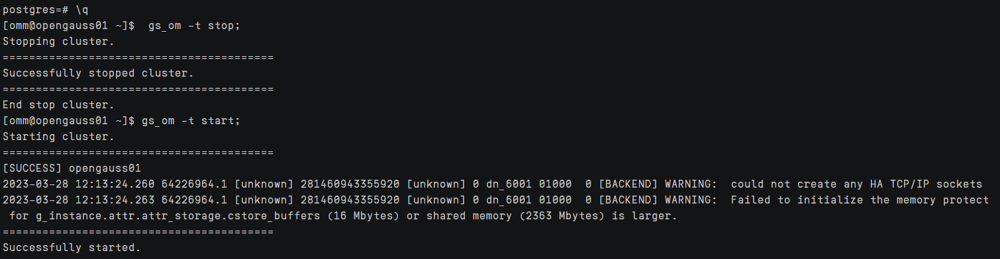 postgres=# \q
[omm@opengauss01 ~]$  gs_om -t stop;
Stopping cluster.
=========================================
Successfully stopped cluster.
=========================================
End stop cluster.
[omm@opengauss01 ~]$ gs_om -t start;
Starting cluster.
=========================================
[SUCCESS] opengauss01
2023-03-28 12:13:24.260 64226964.1 [unknown] 281460943355920 [unknown] 0 dn_6001 01000  0 [BACKEND] WARNING:  could not create any HA TCP/IP sockets
2023-03-28 12:13:24.263 64226964.1 [unknown] 281460943355920 [unknown] 0 dn_6001 01000  0 [BACKEND] WARNING:  Failed to initialize the memory protect
 for g_instance.attr.attr_storage.cstore_buffers (16 Mbytes) or shared memory (2363 Mbytes) is larger.
=========================================
Successfully started.